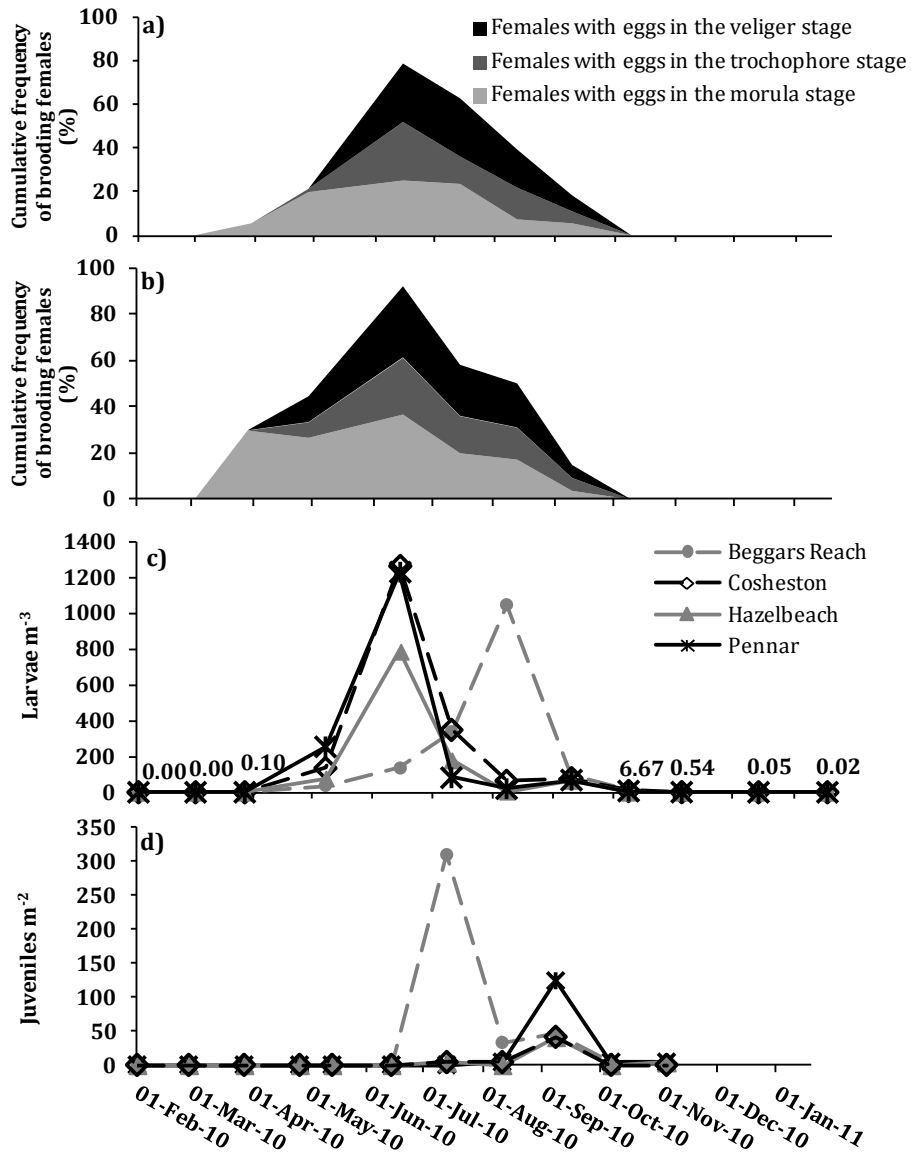 a)
Females with eggs in the veliger stage
Females with eggs in the trochophore stage
Females with eggs in the morula stage
Cumulative frequency
of brooding females
(%)
100
80
60
40
20
0
b)
Cumulative frequency
of brooding females
(%)
100
80
60
40
20
0
c)
Beggars Reach
Cosheston
Hazelbeach
Pennar
Larvae m-3
1400
1200
1000
800
600
400
200
0
0.00
0.00
0.10
6.67
0.54
0.05
0.02
d)
Juveniles m-2
350
300
250
200
150
100
50
0
01-Feb-10
01-Mar-10
01-Apr-10
01-May-10
01-Jun-10
01-Jul-10
01-Aug-10
01-Sep-10
01-Oct-10
01-Nov-10
01-Dec-10
01-Jan-11